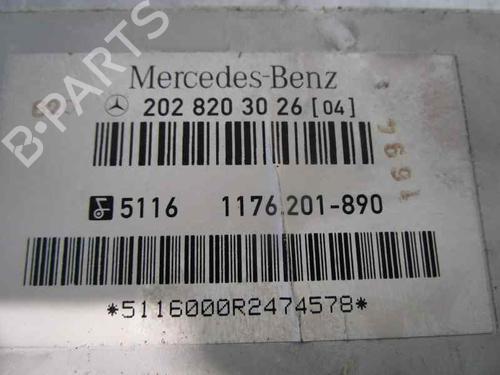 B-PARTS
Mercedes-Benz
202 820 30 26 [04]
5116 1176.201-890
*5116000R2474578*